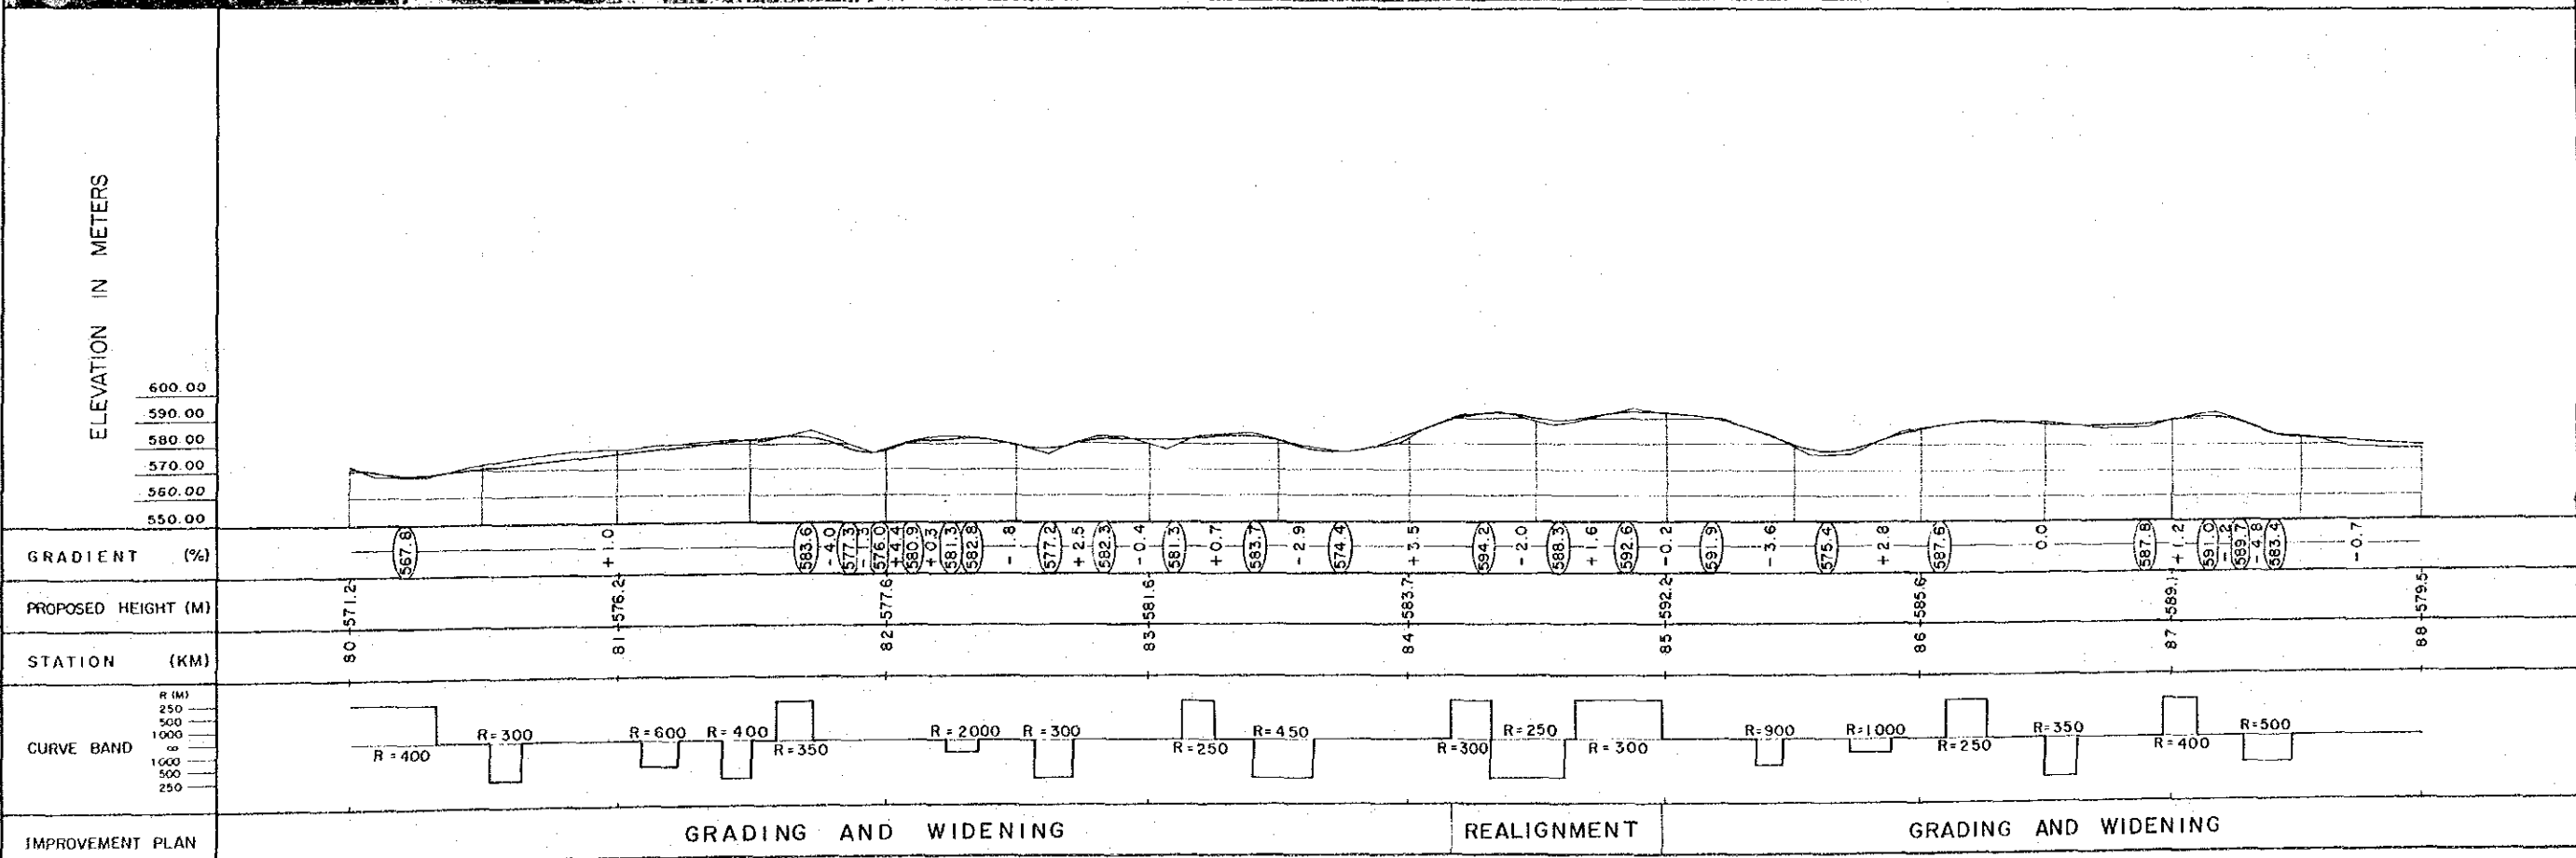 ELEVATION IN METERS
600.00
590.00
580.00
570.00
560.00
550.00
GRADIENT (%)
567.8 +1.0 583.6 -4.0 577.3 -1.3 576.0 +4.4 580.9 +0.3 581.3 582.8 -1.8 577.2 +2.5 582.3 -0.4 581.3 +0.7 583.7 -2.9 574.4 +3.5 594.2 -2.0 588.3 +1.6 592.6 -0.2 591.9 -3.6 575.4 +2.8 587.6 0.0 587.8 +1.2 591.0 -1.2 589.7 -4.8 583.4 -0.7
PROPOSED HEIGHT (M)
571.2 576.2 577.6 581.6 583.7 592.2 585.6 589.1 579.5
STATION (KM)
80 81 82 83 84 85 86 87 88
R (M)
250
500
1000
∞
1000
500
250
CURVE BAND
R=400 R=300 R=600 R=400 R=350 R=2000 R=300 R=250 R=450 R=300 R=250 R=300 R=900 R=1000 R=250 R=350 R=400 R=500
IMPROVEMENT PLAN
GRADING AND WIDENING REALIGNMENT GRADING AND WIDENING